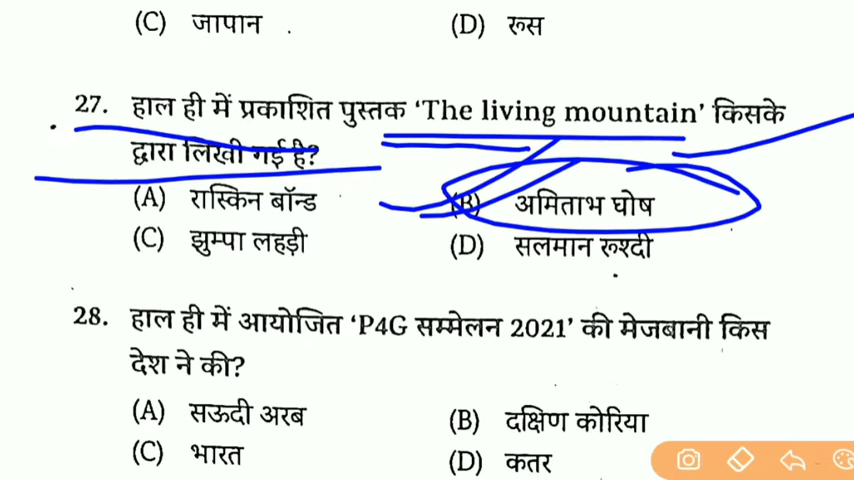 (C) जापान
(D) रूस
27. हाल ही में प्रकाशित पुस्तक ‘The living mountain’ किसके
द्वारा लिखी गई है?
(A) रास्किन बॉन्ड
(B) अमिताभ घोष
(C) झुम्पा लहड़ी
(D) सलमान रूश्दी
28. हाल ही में आयोजित ‘P4G सम्मेलन 2021’ की मेजबानी किस
देश ने की?
(A) सऊदी अरब
(B) दक्षिण कोरिया
(C) भारत
(D) कतर